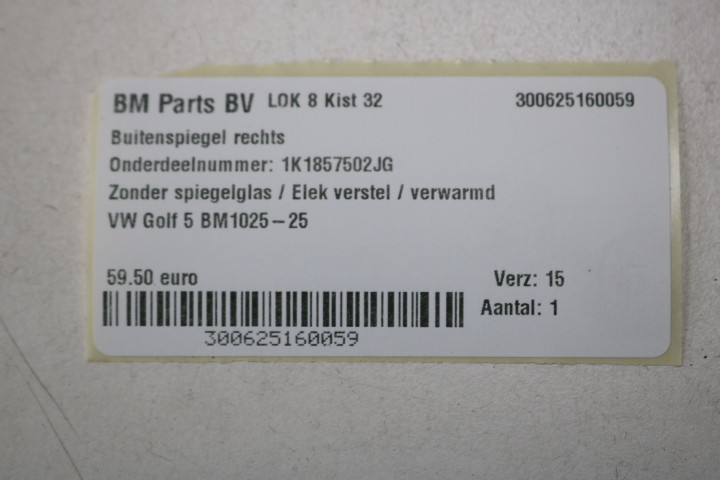 BM Parts BV LOK 8 Kist 32 300625160059
Buitenspiegel rechts
Onderdeelnummer: 1K1857502JG
Zonder spiegelglas / Elek verstel / verwarmd
VW Golf 5 BM1025-25
59.50 euro Verz: 15
Aantal: 1
300625160059